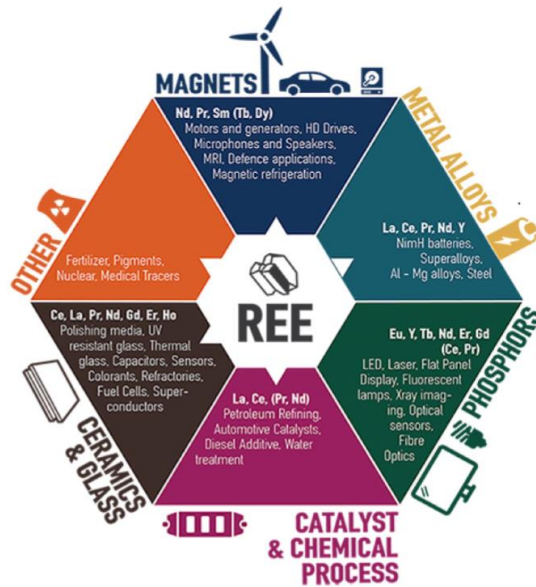 MAGNETS
Nd, Pr, Sm (Tb, Dy)
Motors and generators, HD Drives,
Microphones and Speakers,
MRI, Defence applications,
Magnetic refrigeration
METAL ALLOYS
La, Ce, Pr, Nd, Y
NimH batteries,
Superalloys,
Al - Mg alloys, Steel
PHOSPHORS
Eu, Y, Tb, Nd, Er, Gd
(Ce, Pr)
LED, Laser, Flat Panel
Display, Fluorescent
lamps, Xray imag-
ing, Optical
sensors,
Fibre
Optics
CATALYST
& CHEMICAL
PROCESS
La, Ce, (Pr, Nd)
Petroleum Refining,
Automotive Catalysts,
Diesel Additive, Water
treatment
CERAMICS
& GLASS
Ce, La, Pr, Nd, Gd, Er, Ho
Polishing media, UV
resistant glass, Thermal
glass, Capacitors, Sensors,
Colorants, Refractories,
Fuel Cells, Super-
conductors
OTHER
Fertilizer, Pigments,
Nuclear, Medical Tracers
REE